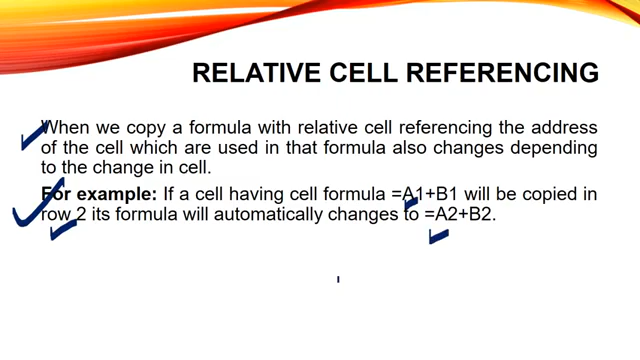 RELATIVE CELL REFERENCING
When we copy a formula with relative cell referencing the address
of the cell which are used in that formula also changes depending
to the change in cell.
For example: If a cell having cell formula =A1+B1 will be copied in
row 2 its formula will automatically changes to =A2+B2.